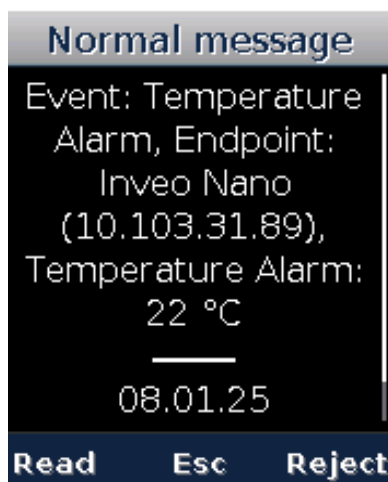 Normal message
Event: Temperature
Alarm, Endpoint:
Inveo Nano
(10.103.31.89),
Temperature Alarm:
22 °C
08.01.25
Read Esc Reject